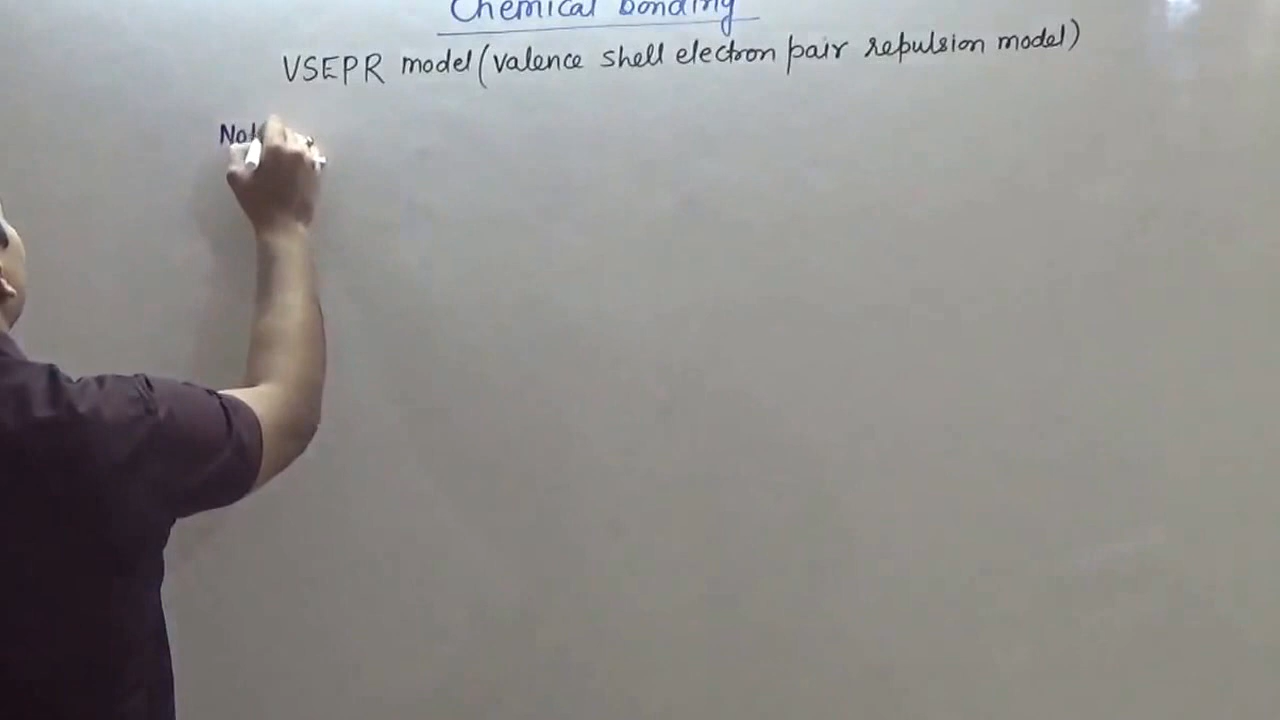 Chemical bonding
VSEPR model (valence shell electron pair repulsion model)